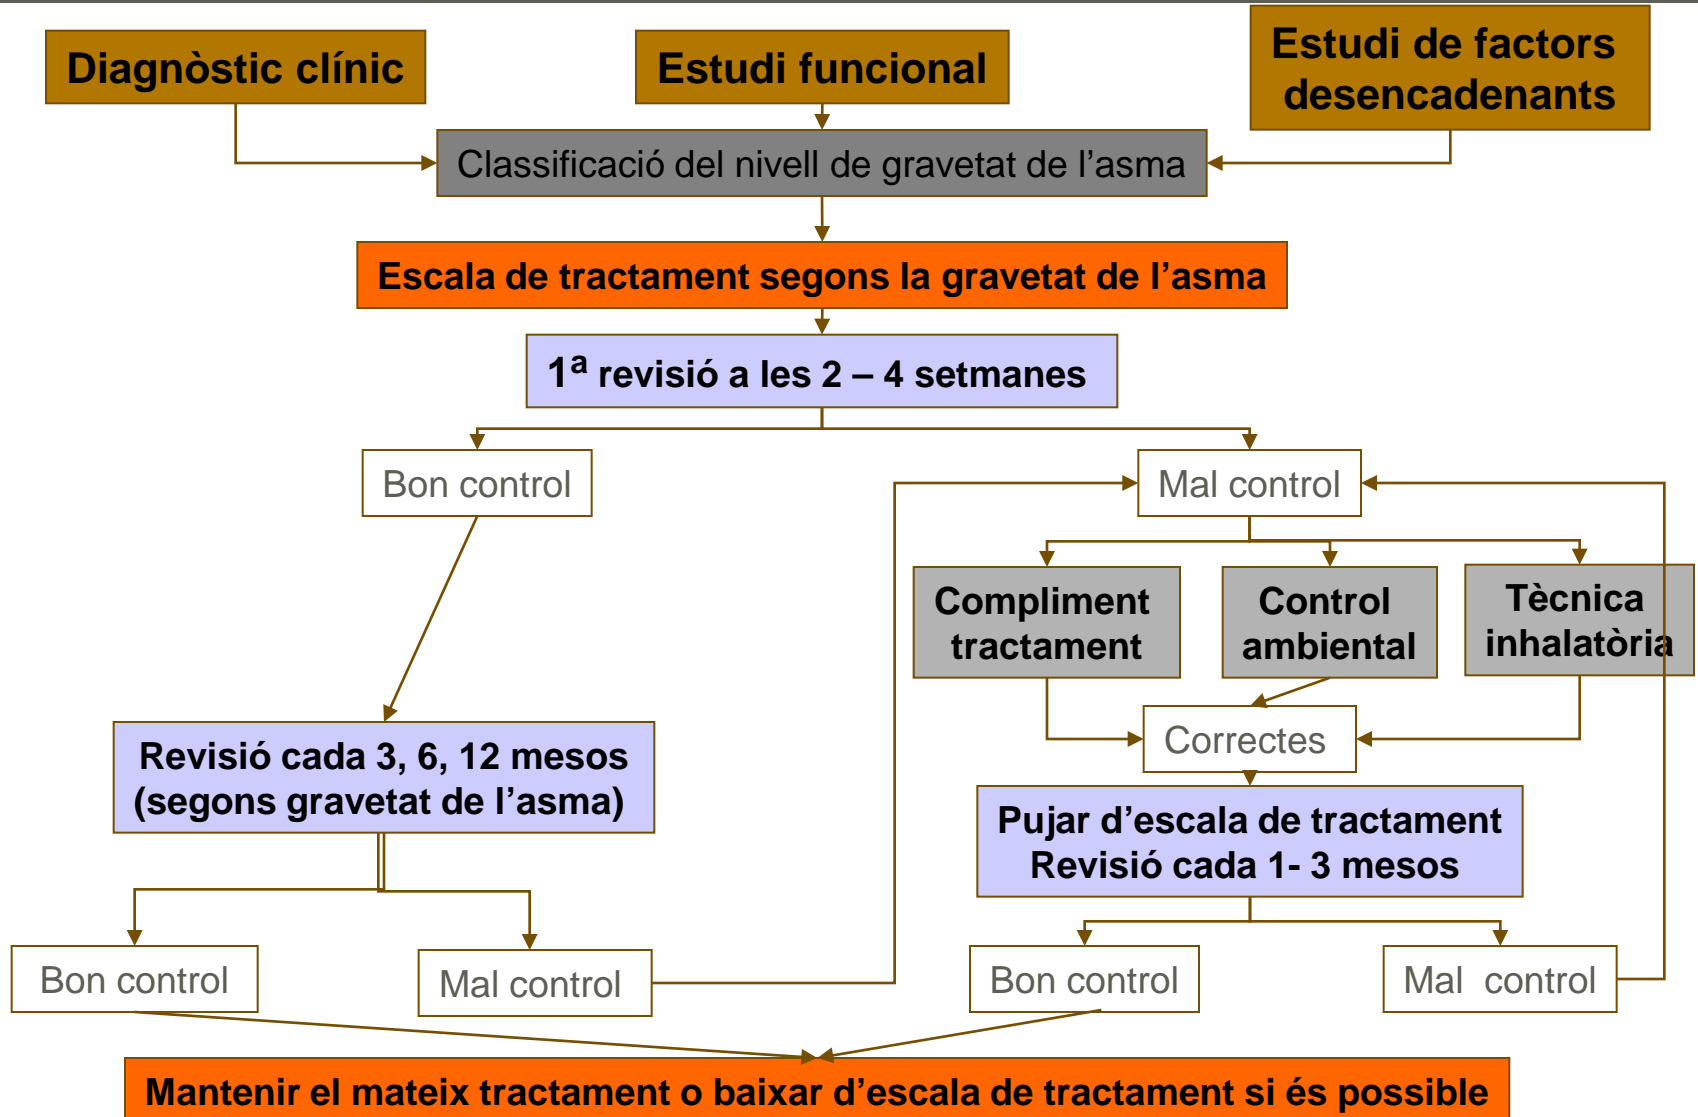 Diagnòstic clínic
Estudi funcional
Estudi de factors
desencadenants
Classificació del nivell de gravetat de l’asma
Escala de tractament segons la gravetat de l’asma
1ª revisió a les 2 – 4 setmanes
Bon control
Mal control
Compliment
tractament
Control
ambiental
Tècnica
inhalatòria
Correctes
Revisió cada 3, 6, 12 mesos
(segons gravetat de l’asma)
Pujar d’escala de tractament
Revisió cada 1- 3 mesos
Bon control
Mal control
Bon control
Mal  control
Mantenir el mateix tractament o baixar d’escala de tractament si és possible